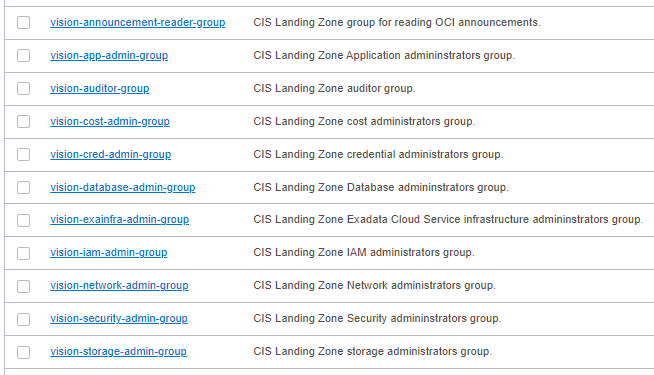 vision-announcement-reader-group CIS Landing Zone group for reading OCI announcements.
vision-app-admin-group CIS Landing Zone Application admininstrators group.
vision-auditor-group CIS Landing Zone auditor group.
vision-cost-admin-group CIS Landing Zone cost administrators group.
vision-cred-admin-group CIS Landing Zone credential administrators group.
vision-database-admin-group CIS Landing Zone Database admininstrators group.
vision-exainfra-admin-group CIS Landing Zone Exadata Cloud Service infrastructure admininstrators group.
vision-iam-admin-group CIS Landing Zone IAM administrators group.
vision-network-admin-group CIS Landing Zone Network administrators group.
vision-security-admin-group CIS Landing Zone Security admininstrators group.
vision-storage-admin-group CIS Landing Zone storage administrators group.